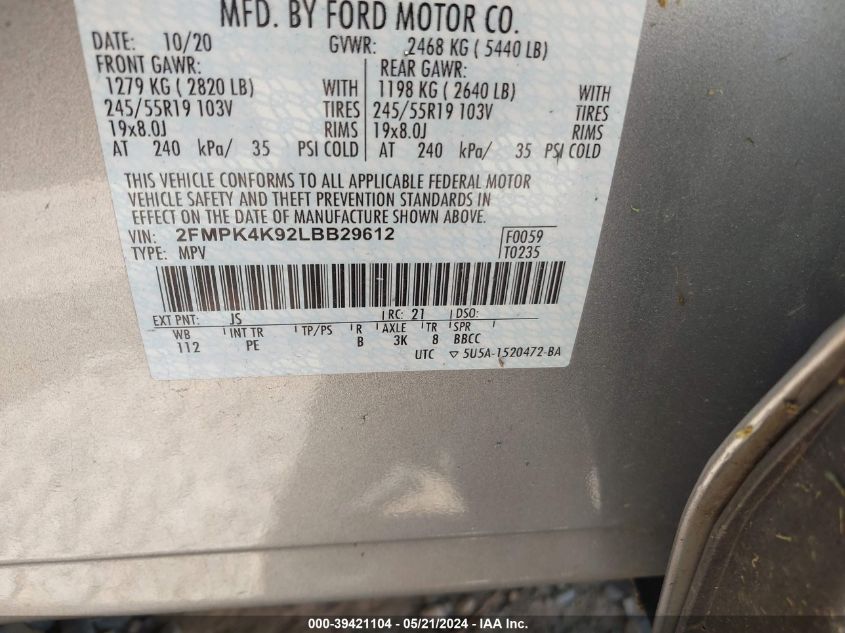 MFD. BY FORD MOTOR CO.
DATE: 10/20 GVWR: 2468 KG ( 5440 LB)
FRONT GAWR: REAR GAWR:
1279 KG ( 2820 LB) WITH 1198 KG ( 2640 LB) WITH
245/55R19 103V TIRES 245/55R19 103V TIRES
19x8.0J RIMS 19x8.0J RIMS
AT 240 kPa/ 35 PSI COLD AT 240 kPa/ 35 PSI COLD
THIS VEHICLE CONFORMS TO ALL APPLICABLE FEDERAL MOTOR
VEHICLE SAFETY AND THEFT PREVENTION STANDARDS IN
EFFECT ON THE DATE OF MANUFACTURE SHOWN ABOVE.
VIN: 2FMPK4K92LBB29612 F0059
TYPE: MPV T0235
EXT PNT: JS RC: 21 DSO:
WB INT TR TP/PS R AXLE TR SPR
112 PE B 3K 8 BBCC
UTC ▽ 5U5A-1520472-BA
000-39421104 - 05/21/2024 - IAAI.com